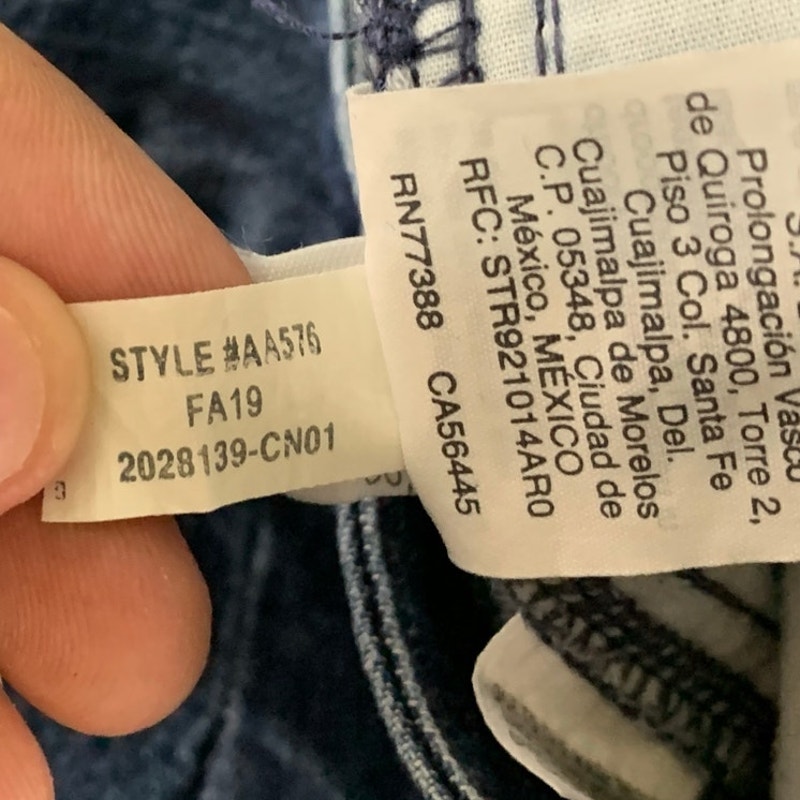 STYLE #AA576
FA19
2028139-CN01
Prolongación Vasco
de Quiroga 4800, Torre 2,
Piso 3 Col. Santa Fe
Cuajimalpa, Del.
Cuajimalpa de Morelos
C.P. 05348, Ciudad de
México, MÉXICO
RFC: STR921014AR0
RN77388 CA56445